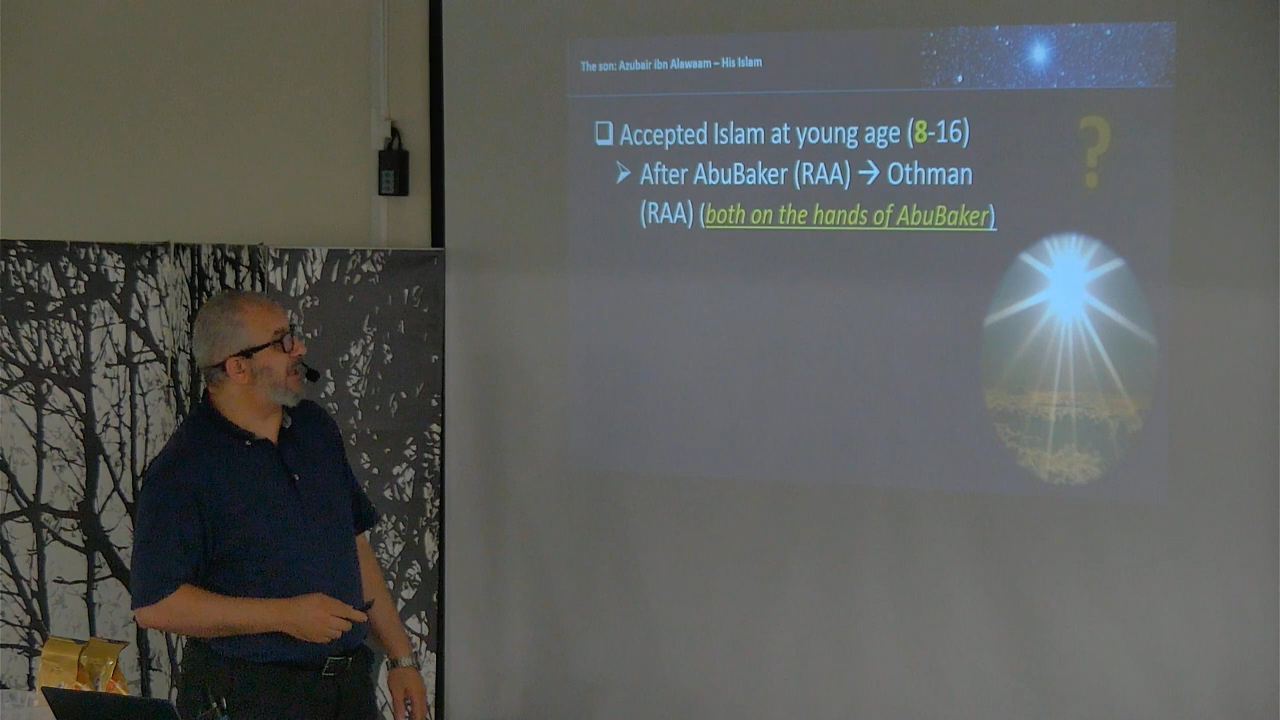 The son: Azubair ibn Alawaam – His Islam
❑ Accepted Islam at young age (8-16)
➢ After AbuBaker (RAA) → Othman
(RAA) (both on the hands of AbuBaker)
?